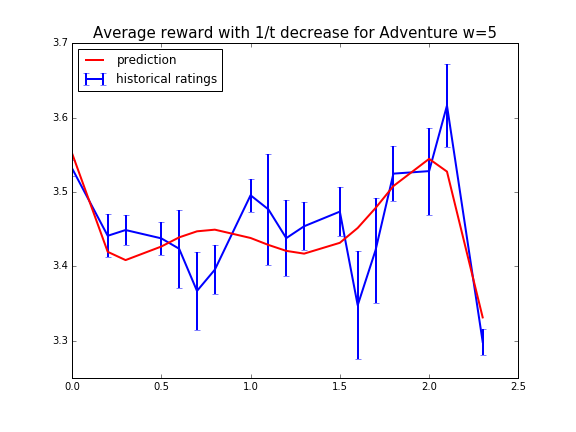 Average reward with 1/t decrease for Adventure w=5
prediction
historical ratings
3.7
3.6
3.5
3.4
3.3
0.0 0.5 1.0 1.5 2.0 2.5